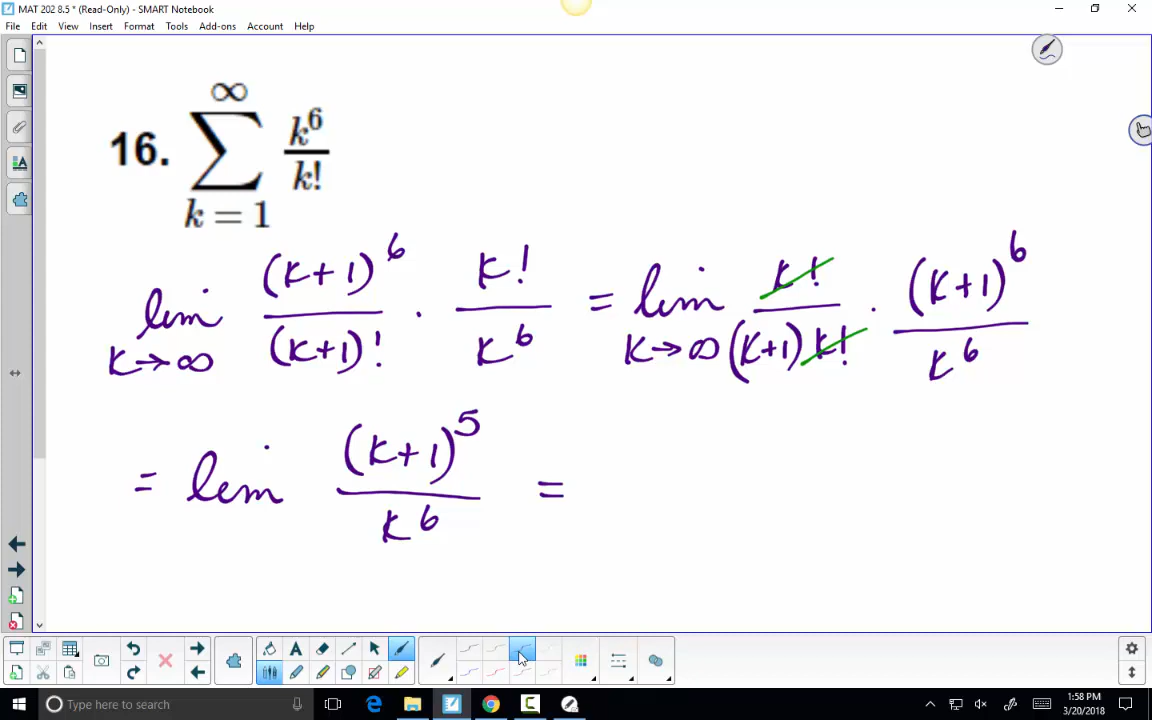 MAT 202 8.5 * (Read-Only) - SMART Notebook
File Edit View Insert Format Tools Add-ons Account Help
∞
16. ∑ k^6/k!
k = 1
lim K→∞ (K+1)^6/(K+1)! · K!/K^6 = lim K→∞ K!/(K+1)K! · (K+1)^6/K^6
= lim (K+1)^5/K^6 =
Type here to search
1:58 PM
3/20/2018